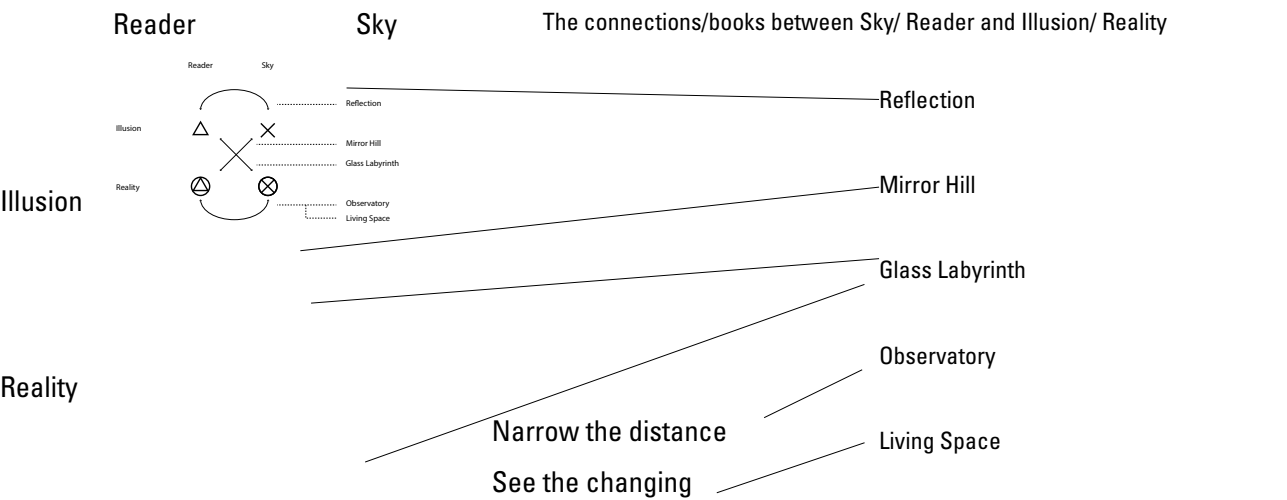 Reader Sky The connections/books between Sky/ Reader and Illusion/ Reality
Reader Sky
Reflection
Illusion
Mirror Hill
Glass Labyrinth
Reality
Observatory
Living Space
Illusion
Reality
Reflection
Mirror Hill
Glass Labyrinth
Observatory
Living Space
Narrow the distance
See the changing